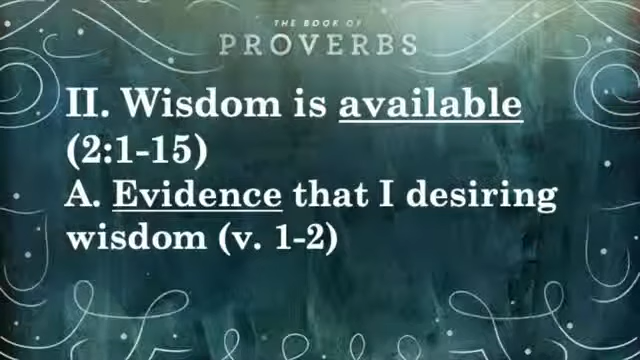 THE BOOK OF
PROVERBS
II. Wisdom is available
(2:1-15)
A. Evidence that I desiring
wisdom (v. 1-2)